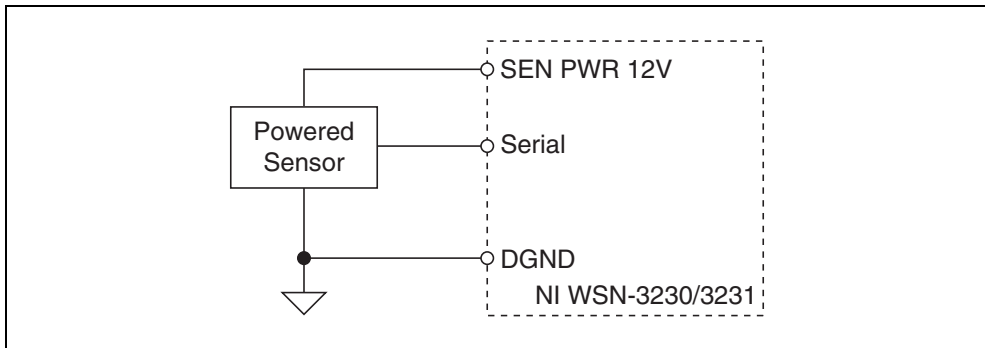 SEN PWR 12V
Powered
Sensor
Serial
DGND
NI WSN-3230/3231